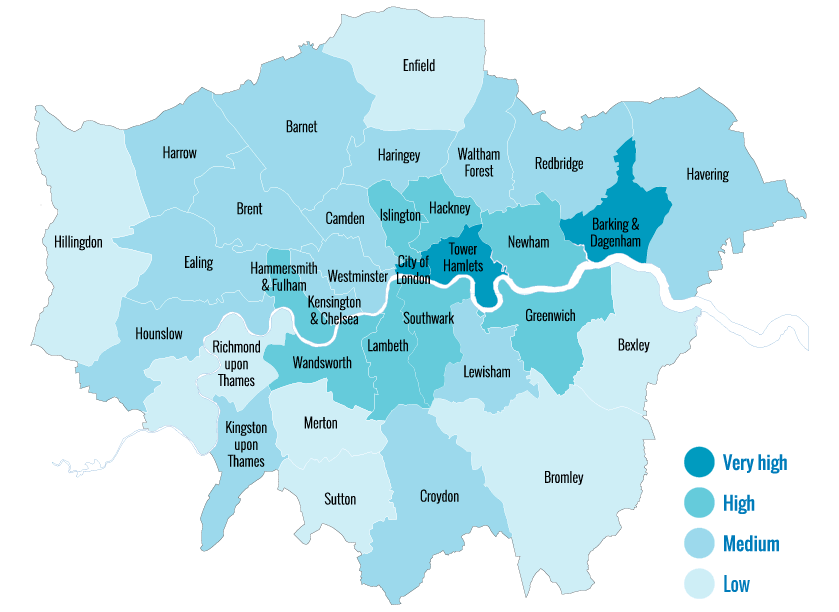 Enfield
Barnet
Harrow
Haringey
Waltham
Forest
Redbridge
Havering
Brent
Camden
Islington
Hackney
Barking &
Dagenham
Newham
Hillingdon
Ealing
Hammersmith
& Fulham
Westminster
City of
London
Tower
Hamlets
Kensington
& Chelsea
Hounslow
Southwark
Greenwich
Richmond
upon
Thames
Wandsworth
Lambeth
Lewisham
Bexley
Merton
Kingston
upon
Thames
Sutton
Croydon
Bromley
Very high
High
Medium
Low